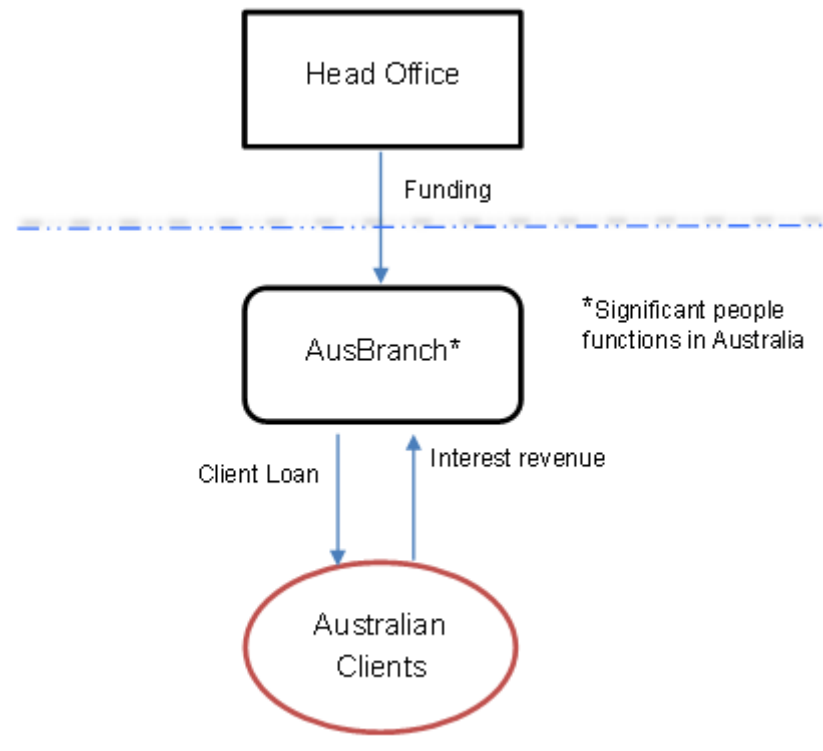 Head Office
Funding
*Significant people
functions in Australia
AusBranch*
Client Loan
Interest revenue
Australian
Clients